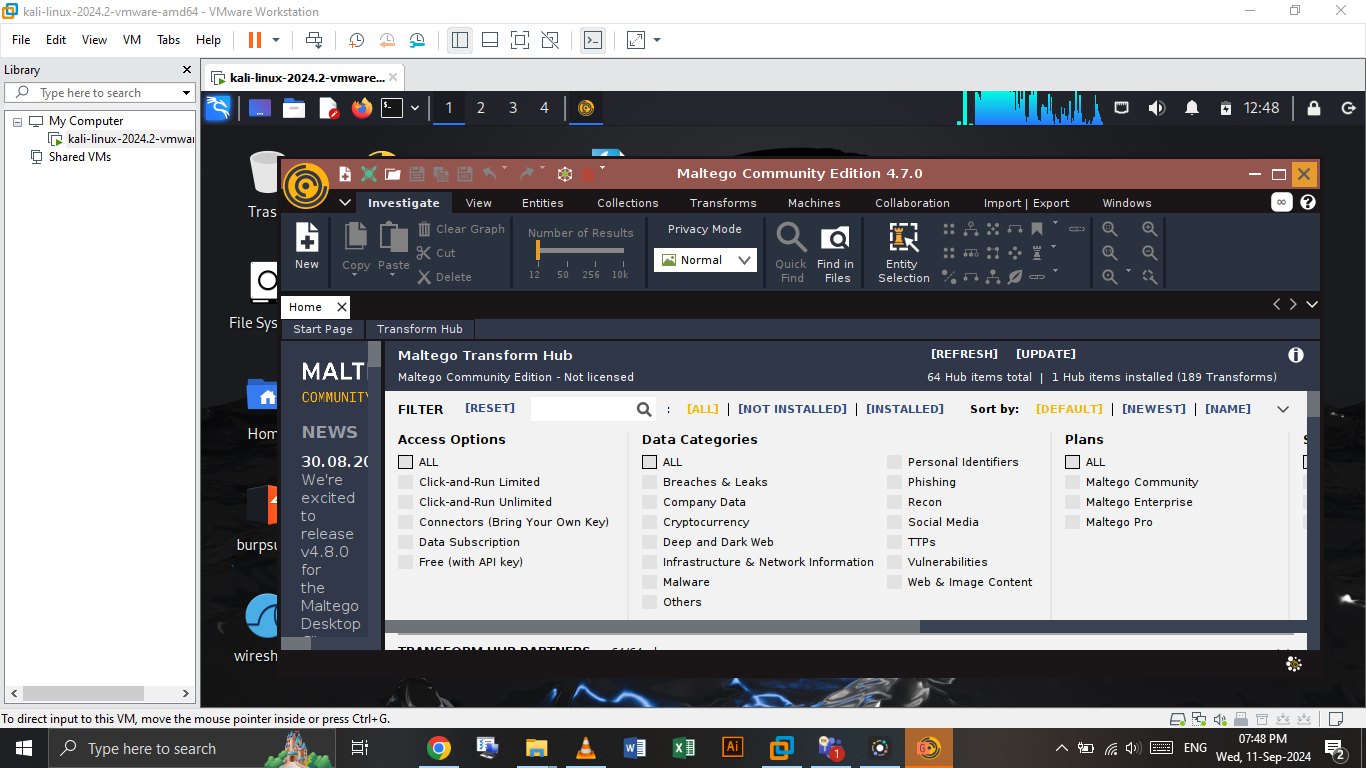 kali-linux-2024.2-vmware-amd64 - VMware Workstation
File Edit View VM Tabs Help
Library
Type here to search
My Computer
kali-linux-2024.2-vmwar
Shared VMs
kali-linux-2024.2-vmware...
1 2 3 4
12:48
Tras
File Sys
Hom
burpsu
wiresh
Maltego Community Edition 4.7.0
Investigate View Entities Collections Transforms Machines Collaboration Import | Export Windows
New
Copy Paste
Clear Graph
Cut
Delete
Number of Results
12 50 256 10k
Privacy Mode
Normal
Quick Find
Find in Files
Entity Selection
Home
Start Page Transform Hub
MALT
COMMUNITY
NEWS
30.08.20
We're
excited
to
release
v4.8.0
for
the
Maltego
Desktop
Maltego Transform Hub
Maltego Community Edition - Not licensed
[REFRESH] [UPDATE]
64 Hub items total | 1 Hub items installed (189 Transforms)
FILTER [RESET] : [ALL] | [NOT INSTALLED] | [INSTALLED] Sort by: [DEFAULT] | [NEWEST] | [NAME]
Access Options
ALL
Click-and-Run Limited
Click-and-Run Unlimited
Connectors (Bring Your Own Key)
Data Subscription
Free (with API key)
Data Categories
ALL
Breaches & Leaks
Company Data
Cryptocurrency
Deep and Dark Web
Infrastructure & Network Information
Malware
Others
Personal Identifiers
Phishing
Recon
Social Media
TTPs
Vulnerabilities
Web & Image Content
Plans
ALL
Maltego Community
Maltego Enterprise
Maltego Pro
TRANSFORM HUB PARTNERS
To direct input to this VM, move the mouse pointer inside or press Ctrl+G.
Type here to search
ENG
07:48 PM
Wed, 11-Sep-2024
2